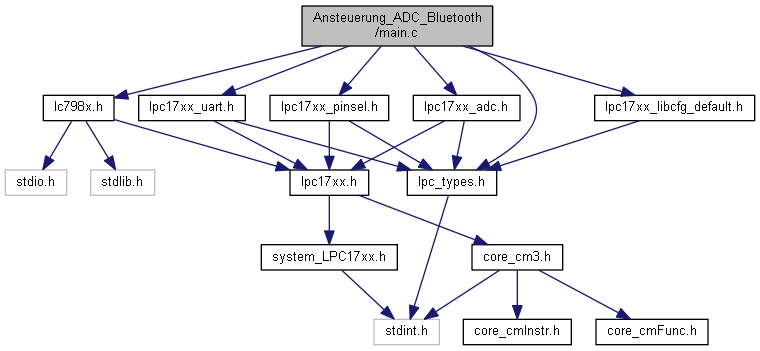 Ansteuerung_ADC_Bluetooth
/main.c
lc798x.h
lpc17xx_uart.h
lpc17xx_pinsel.h
lpc17xx_adc.h
lpc17xx_libcfg_default.h
stdio.h
stdlib.h
lpc17xx.h
lpc_types.h
system_LPC17xx.h
core_cm3.h
stdint.h
core_cmInstr.h
core_cmFunc.h